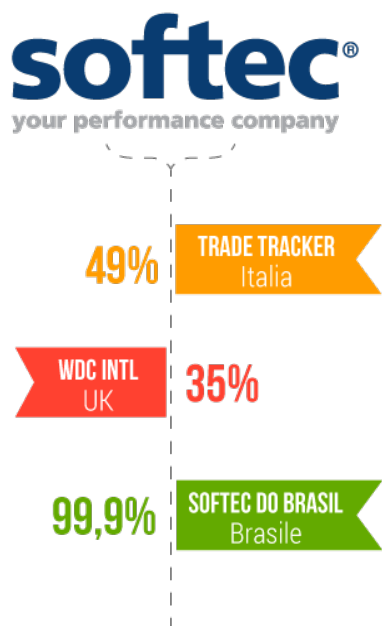 softec®
your performance company
49%
TRADE TRACKER
Italia
WDC INTL
UK
35%
99,9%
SOFTEC DO BRASIL
Brasile